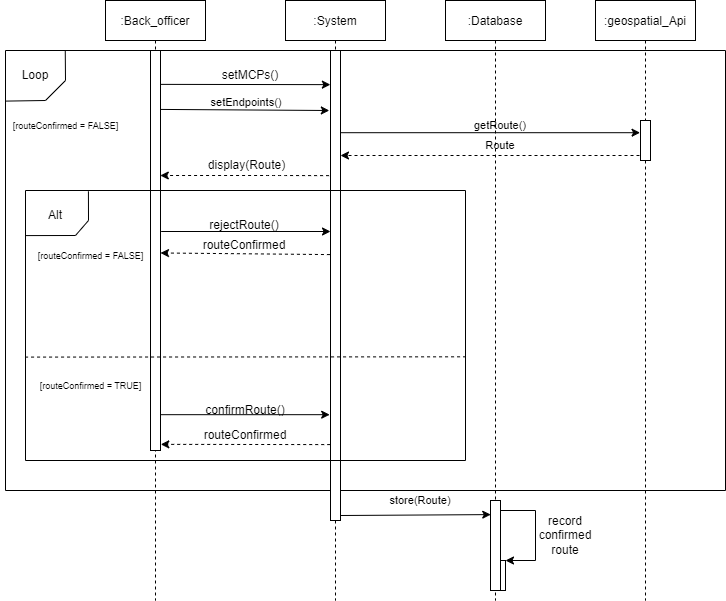 :Back_officer
:System
:Database
:geospatial_Api
Loop
setMCPs()
setEndpoints()
[routeConfirmed = FALSE]
getRoute()
Route
display(Route)
Alt
rejectRoute()
routeConfirmed
[routeConfirmed = FALSE]
[routeConfirmed = TRUE]
confirmRoute()
routeConfirmed
store(Route)
record
confirmed
route